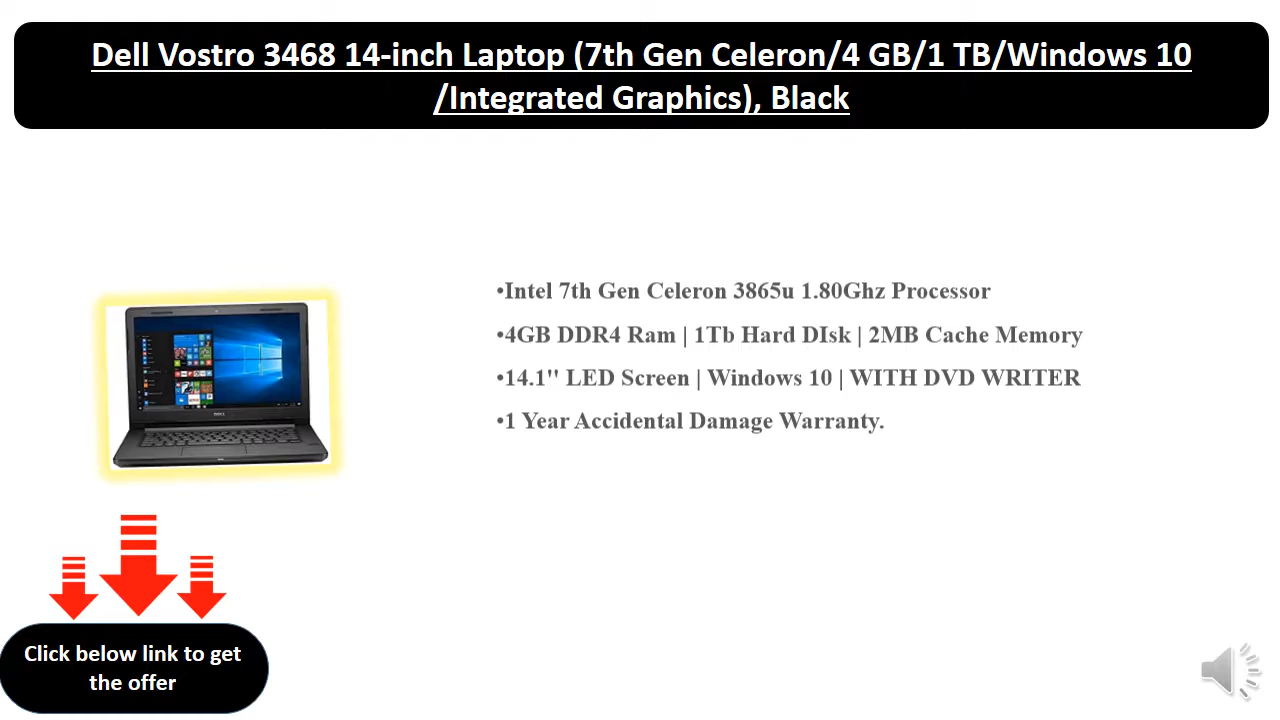 Dell Vostro 3468 14-inch Laptop (7th Gen Celeron/4 GB/1 TB/Windows 10
/Integrated Graphics), Black
•Intel 7th Gen Celeron 3865u 1.80Ghz Processor
•4GB DDR4 Ram | 1Tb Hard DIsk | 2MB Cache Memory
•14.1'' LED Screen | Windows 10 | WITH DVD WRITER
•1 Year Accidental Damage Warranty.
DELL
Click below link to get
the offer